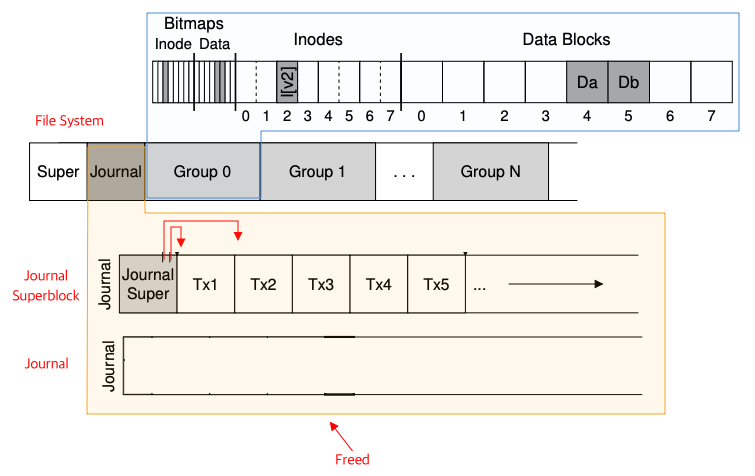 Bitmaps
Inode Data
Inodes
Data Blocks
I[v2]
Da
Db
0 1 2 3 4 5 6 7
0 1 2 3 4 5 6 7
File System
Super
Journal
Group 0
Group 1
. . .
Group N
Journal
Superblock
Journal
Journal
Super
Tx1
Tx2
Tx3
Tx4
Tx5
...
Journal
Journal
Freed